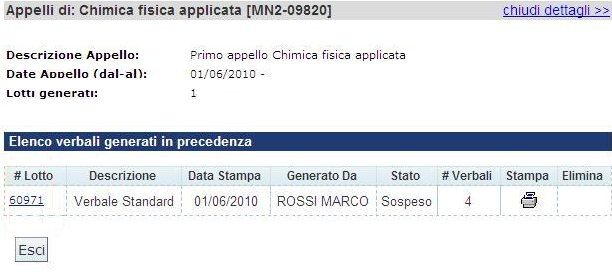 Appelli di: Chimica fisica applicata [MN2-09820] chiudi dettagli >>
Descrizione Appello: Primo appello Chimica fisica applicata
Date Appello (dal-al): 01/06/2010 -
Lotti generati: 1
Elenco verbali generati in precedenza
# Lotto Descrizione Data Stampa Generato Da Stato # Verbali Stampa Elimina
60971 Verbale Standard 01/06/2010 ROSSI MARCO Sospeso 4
Esci